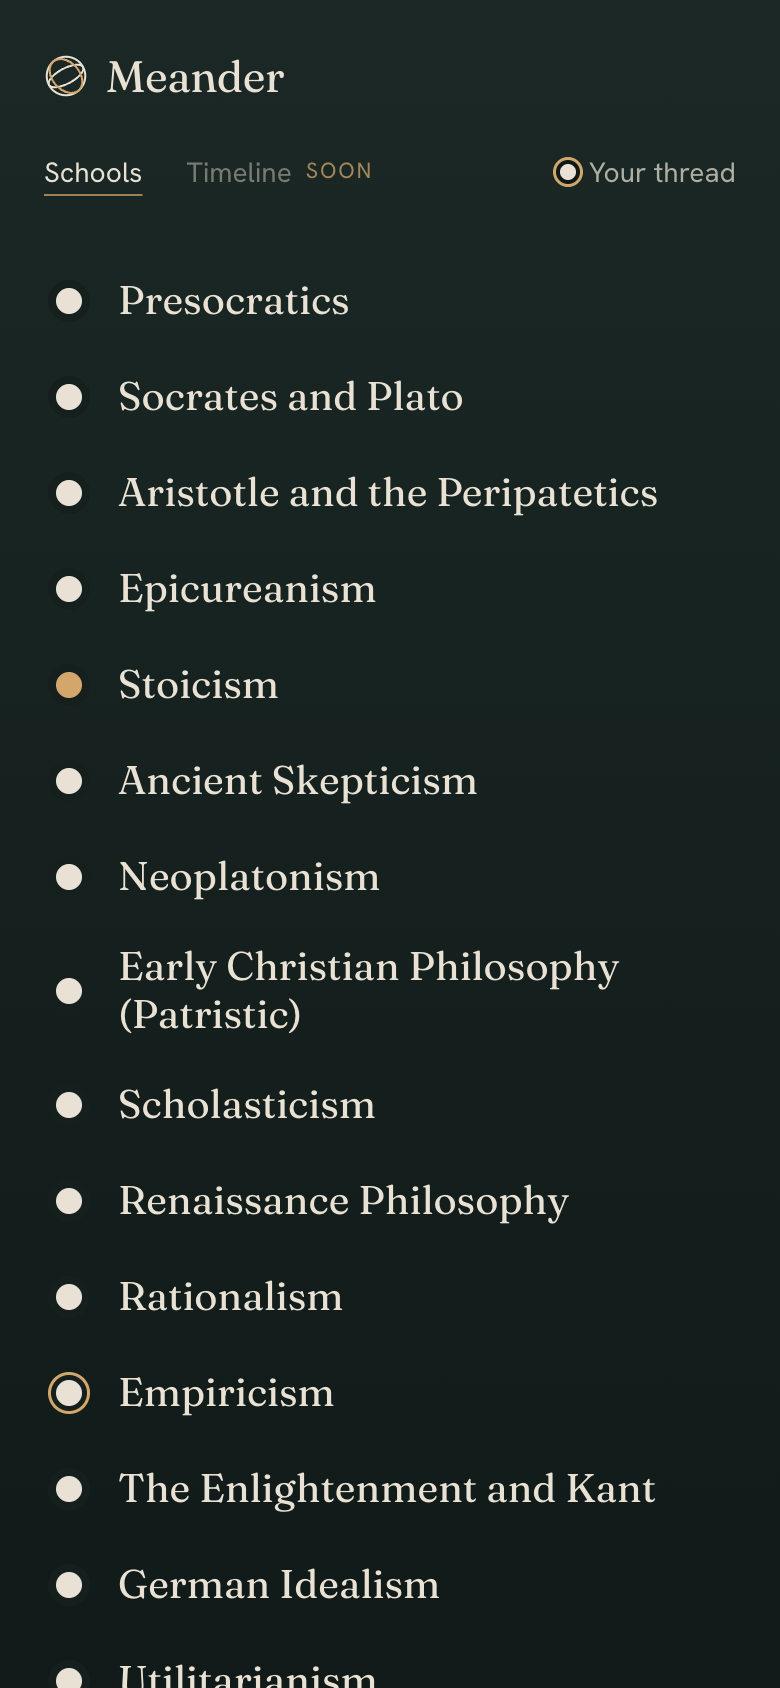 Meander
Schools
Timeline SOON
Your thread
Presocratics
Socrates and Plato
Aristotle and the Peripatetics
Epicureanism
Stoicism
Ancient Skepticism
Neoplatonism
Early Christian Philosophy
(Patristic)
Scholasticism
Renaissance Philosophy
Rationalism
Empiricism
The Enlightenment and Kant
German Idealism
Utilitarianism